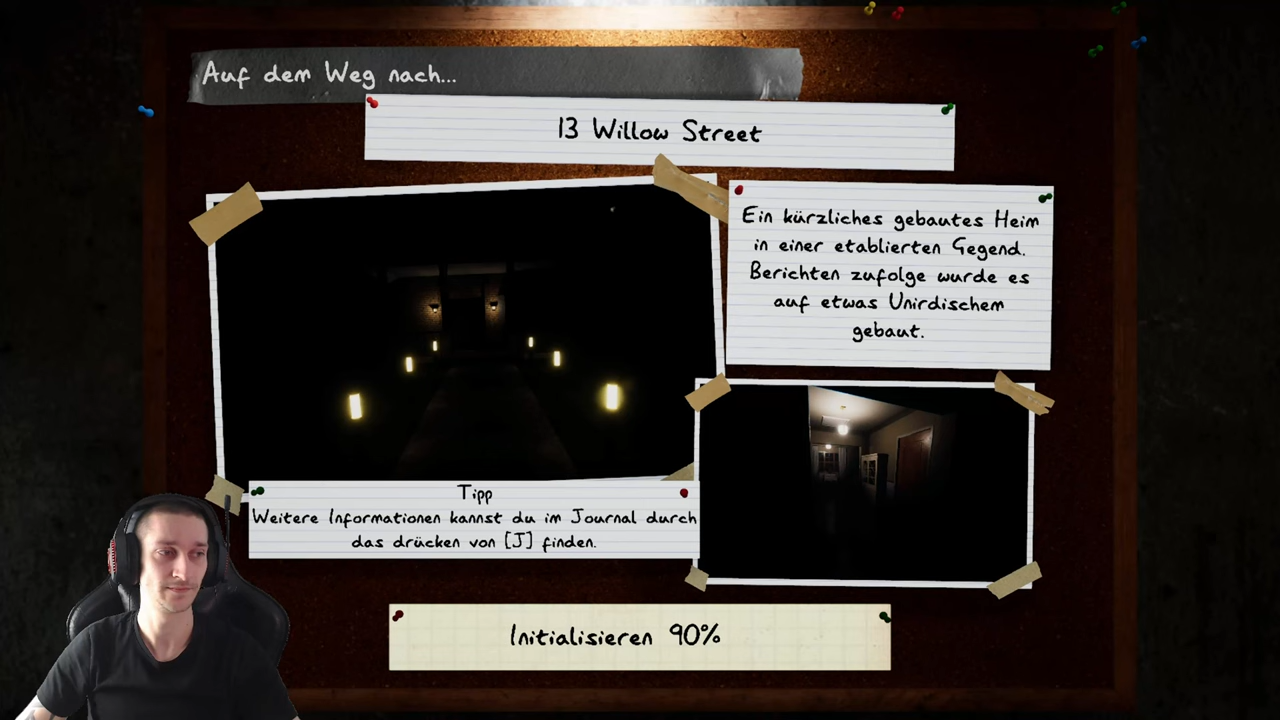 Auf dem Weg nach...
13 Willow Street
Ein kürzliches gebautes Heim
in einer etablierten Gegend.
Berichten zufolge wurde es
auf etwas Unirdischem
gebaut.
Tipp
Weitere Informationen kannst du im Journal durch
das drücken von [J] finden.
Initialisieren 90%